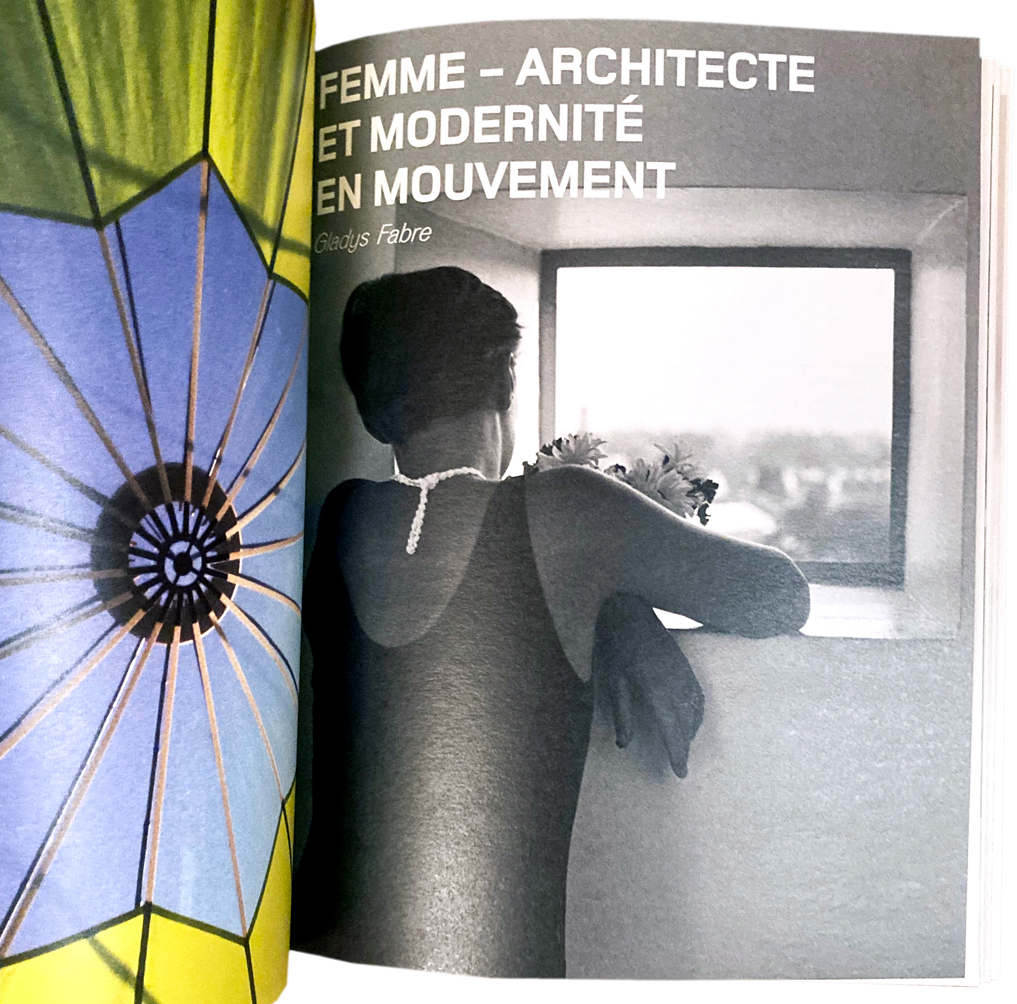 FEMME – ARCHITECTE
ET MODERNITÉ
EN MOUVEMENT
Gladys Fabre